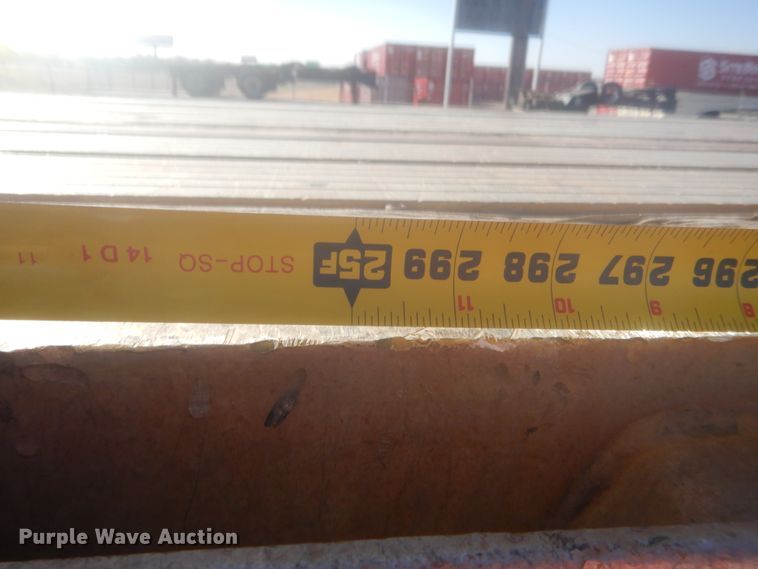 11 14D1 STOP-SQ 25F 299 298 297 296
11 10 9 8
Purple Wave Auction